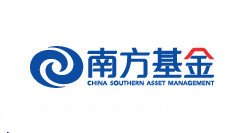 南方基金
CHINA SOUTHERN ASSET MANAGEMENT